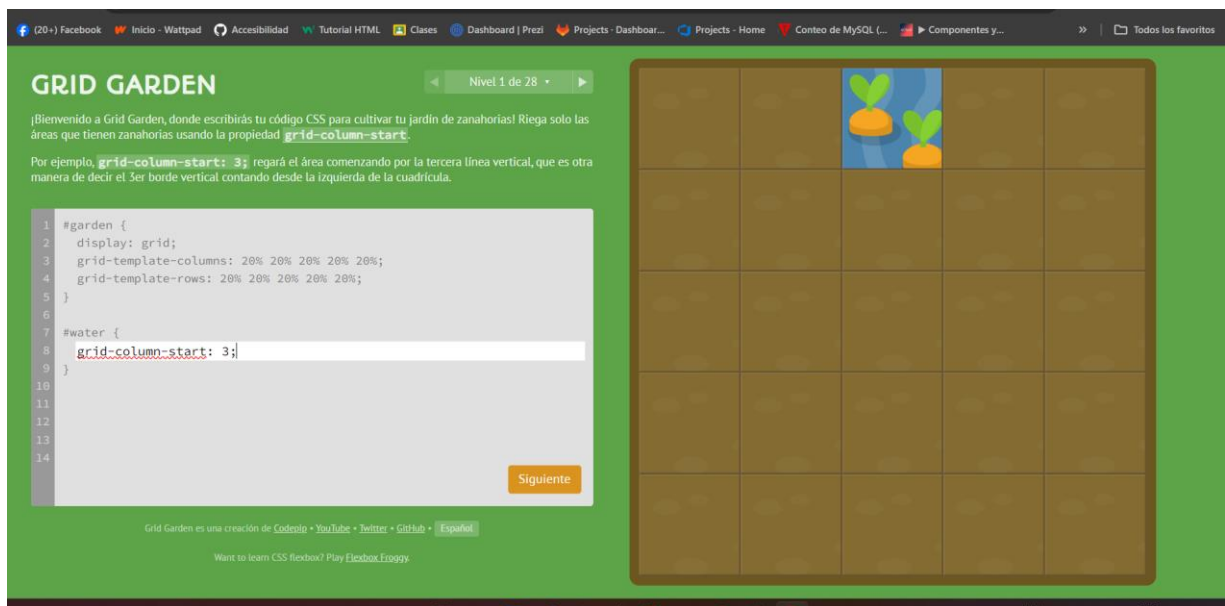 (20+) Facebook Inicio - Wattpad Accesibilidad Tutorial HTML Clases Dashboard | Prezi Projects · Dashboar... Projects - Home Conteo de MySQL (... ▶ Componentes y... » Todos los favoritos
GRID GARDEN
◀ Nivel 1 de 28 ▾ ▶
¡Bienvenido a Grid Garden, donde escribirás tu código CSS para cultivar tu jardín de zanahorias! Riega solo las
áreas que tienen zanahorias usando la propiedad grid-column-start.
Por ejemplo, grid-column-start: 3; regará el área comenzando por la tercera línea vertical, que es otra
manera de decir el 3er borde vertical contando desde la izquierda de la cuadrícula.
1 #garden {
2 display: grid;
3 grid-template-columns: 20% 20% 20% 20% 20%;
4 grid-template-rows: 20% 20% 20% 20% 20%;
5 }
6
7 #water {
8 grid-column-start: 3;
9 }
10
11
12
13
14
Siguiente
Grid Garden es una creación de Codepip • YouTube • Twitter • GitHub • Español
Want to learn CSS flexbox? Play Flexbox Froggy.